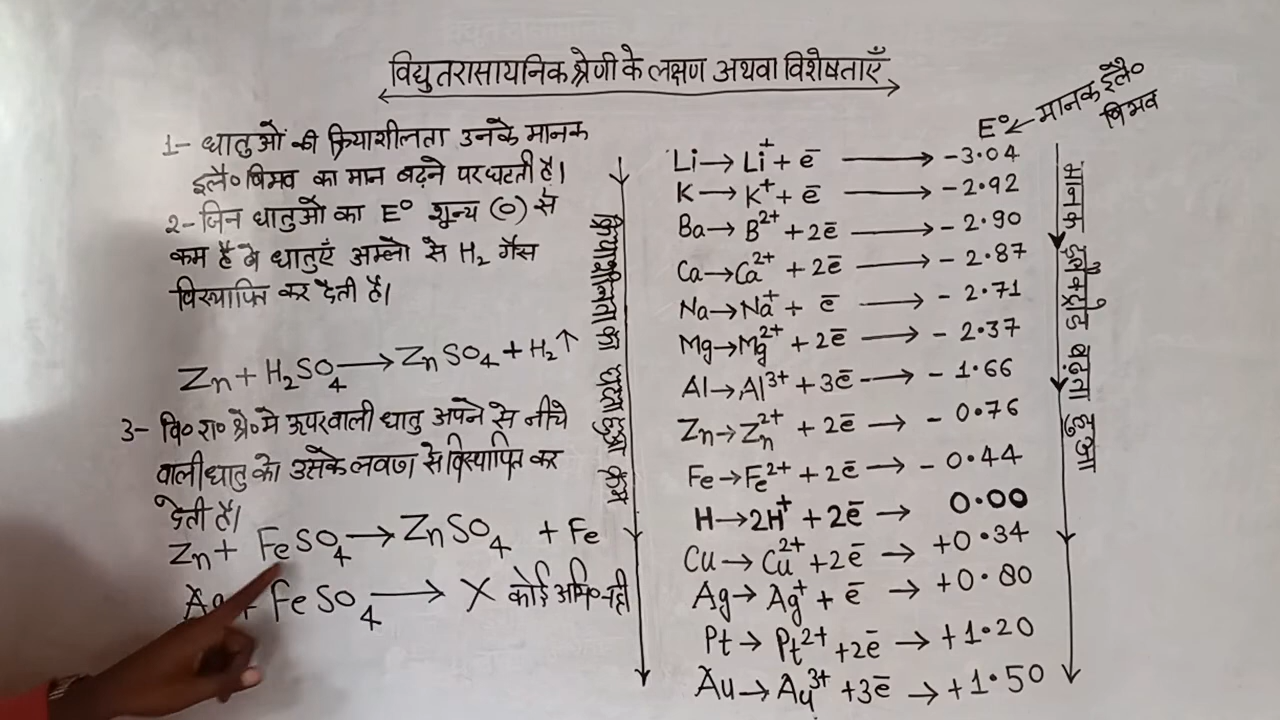 विद्युतरासायनिक श्रेणी के लक्षण अथवा विशेषताएँ
1- धातुओं की क्रियाशीलता उनके मानक
इलै० विभव का मान बढ़ने पर घटती है।
2- जिन धातुओ का E° शून्य (0) से
कम है वे धातुएँ अम्लो से H₂ गैस
विस्थापित कर देती है।
Zn + H₂SO₄ → ZnSO₄ + H₂↑
3- वि० रा० श्रे० मे ऊपर वाली धातु अपने से नीचे
वाली धातु को उसके लवण से विस्थापित कर
देती है।
Zn + FeSO₄ → ZnSO₄ + Fe
Ag + FeSO₄ → X कोई अभि० नही
क्रियाशीलता का घटता हुआ क्रम
E° ← मानक इलै०
विभव
Li → Li⁺ + e̅ → -3.04
K → K⁺ + e̅ → -2.92
Ba → B²⁺ + 2e̅ → -2.90
Ca → Ca²⁺ + 2e̅ → -2.87
Na → Na⁺ + e̅ → -2.71
Mg → Mg²⁺ + 2e̅ → -2.37
Al → Al³⁺ + 3e̅ → -1.66
Zn → Zn²⁺ + 2e̅ → -0.76
Fe → Fe²⁺ + 2e̅ → -0.44
H → 2H⁺ + 2e̅ → 0.00
Cu → Cu²⁺ + 2e̅ → +0.34
Ag → Ag⁺ + e̅ → +0.80
Pt → Pt²⁺ + 2e̅ → +1.20
Au → Au³⁺ + 3e̅ → +1.50
मानक इलैक्ट्रोड बढ़ता हुआ